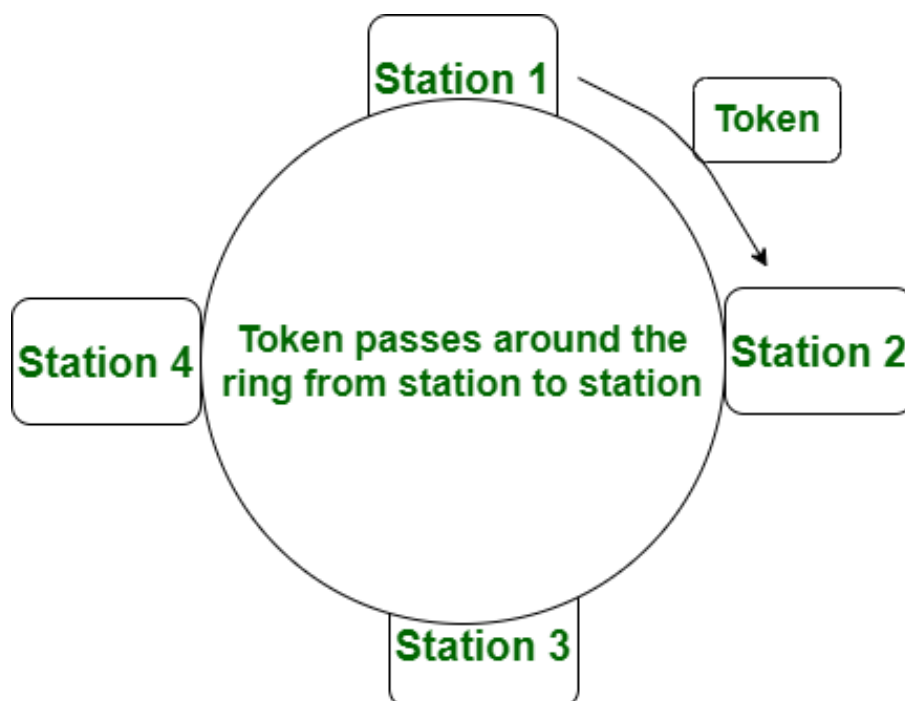 Station 1
Token
Token passes around the
ring from station to station
Station 4
Station 2
Station 3